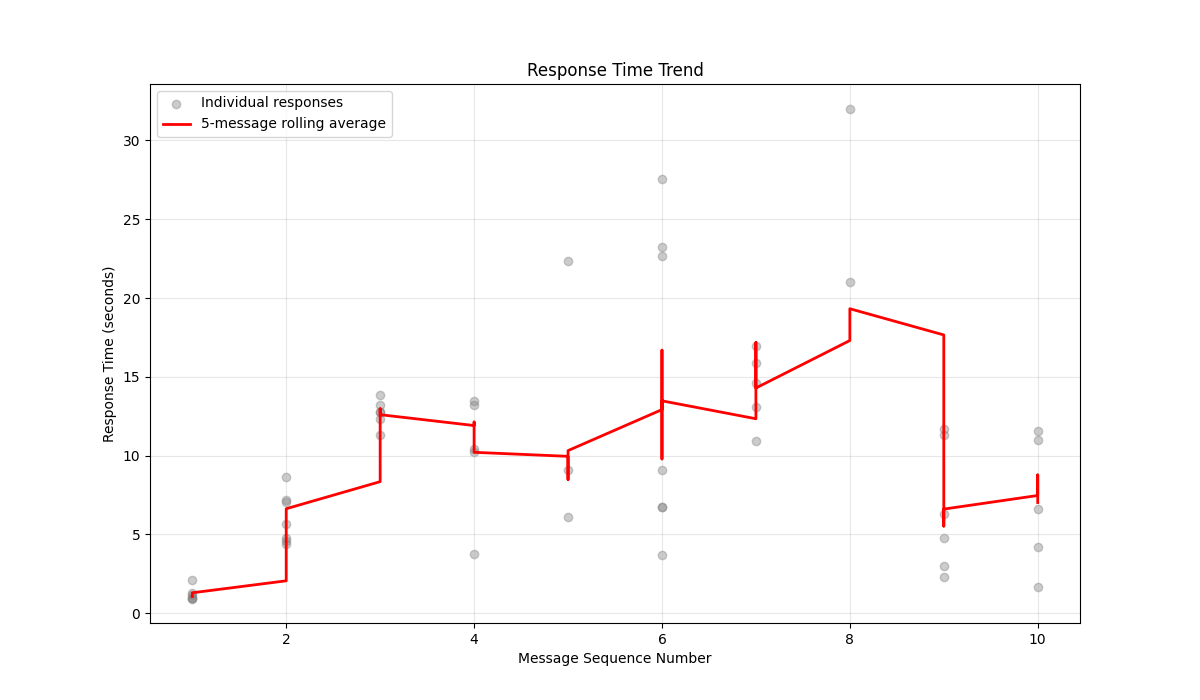 Response Time Trend
Individual responses
5-message rolling average
Response Time (seconds)
30
25
20
15
10
5
0
2 4 6 8 10
Message Sequence Number